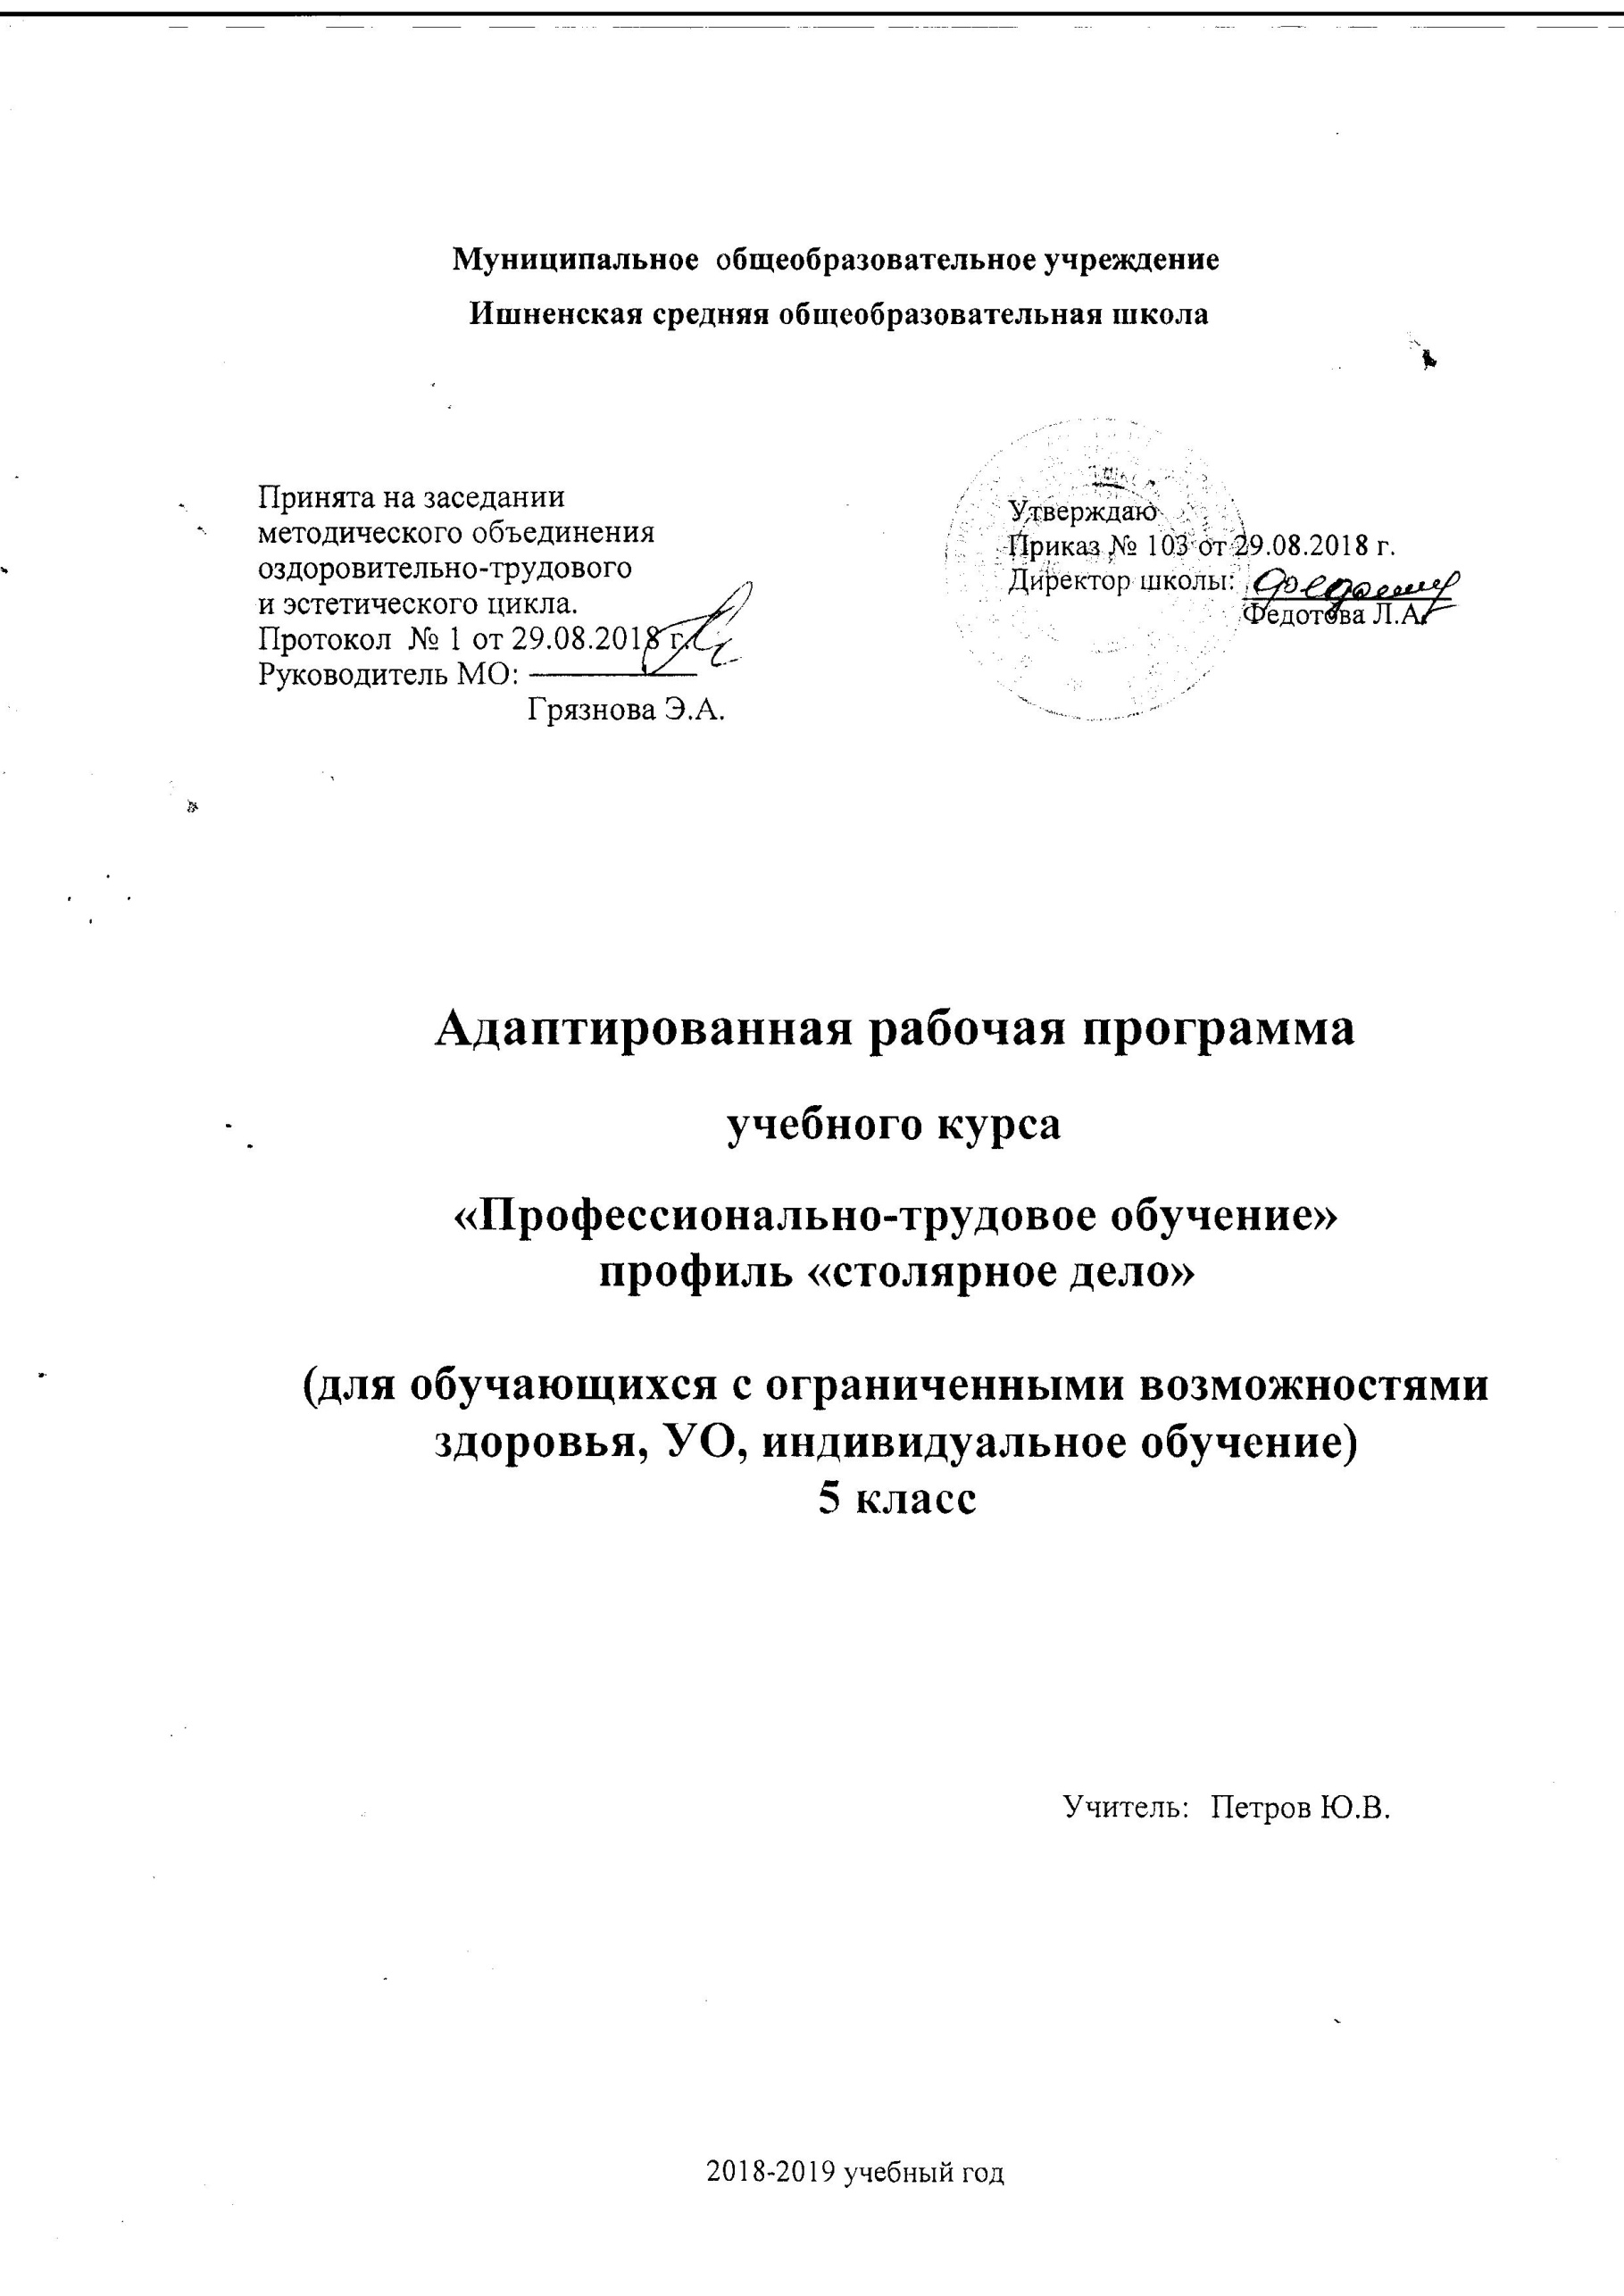 Муниципальное общеобразовательное учреждение
Ишненская средняя общеобразовательная школа
Принята на заседании
методического объединения
оздоровительно-трудового
и эстетического цикла.
Протокол № 1 от 29.08.2018 г.
Руководитель МО:
Грязнова Э.А.
Утверждаю
Приказ № 103 от 29.08.2018 г.
Директор школы:
Федотова Л.А.
Адаптированная рабочая программа
учебного курса
«Профессионально-трудовое обучение»
профиль «столярное дело»
(для обучающихся с ограниченными возможностями
здоровья, УО, индивидуальное обучение)
5 класс
Учитель: Петров Ю.В.
2018-2019 учебный год